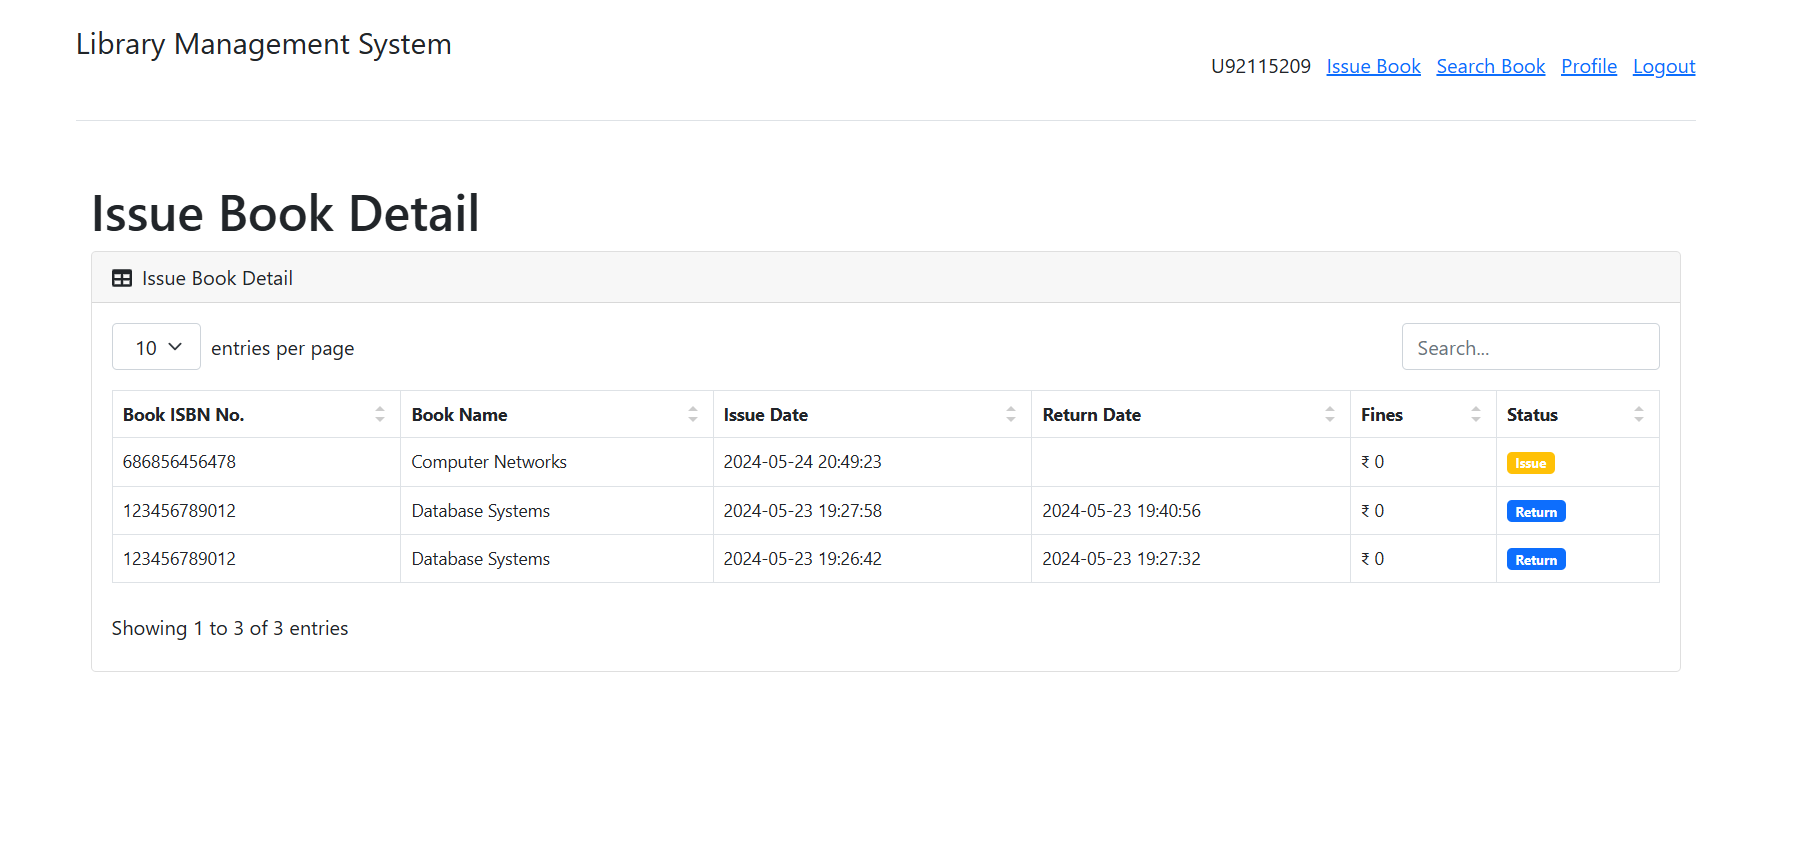 Library Management System
U92115209 Issue Book Search Book Profile Logout
Issue Book Detail
Issue Book Detail
10 entries per page Search...
Book ISBN No. Book Name Issue Date Return Date Fines Status
686856456478 Computer Networks 2024-05-24 20:49:23 ₹ 0 Issue
123456789012 Database Systems 2024-05-23 19:27:58 2024-05-23 19:40:56 ₹ 0 Return
123456789012 Database Systems 2024-05-23 19:26:42 2024-05-23 19:27:32 ₹ 0 Return
Showing 1 to 3 of 3 entries